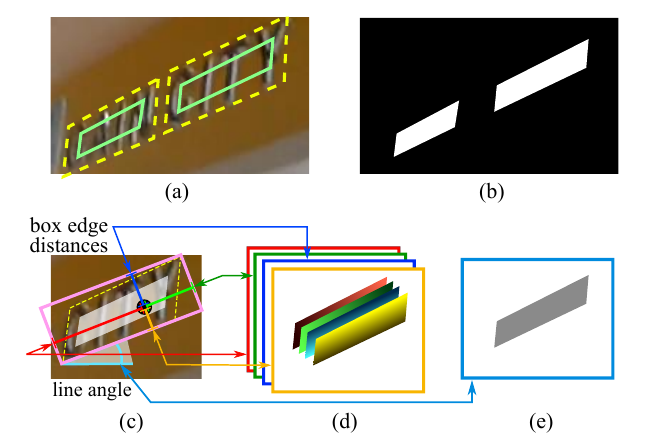 (a)
(b)
box edge
distances
line angle
(c)
(d)
(e)